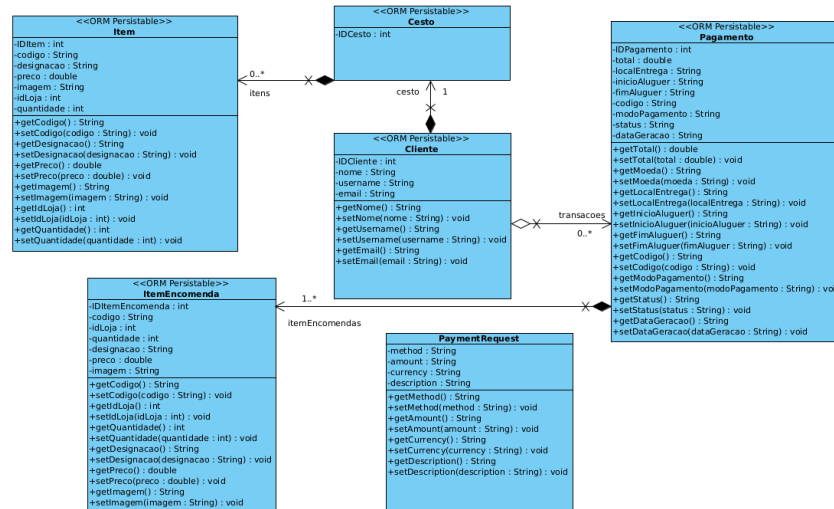 <<ORM Persistable>>
Item
-IDItem : int
-codigo : String
-designacao : String
-preco : double
-imagem : String
-idLoja : int
-quantidade : int
+getCodigo() : String
+setCodigo(codigo : String) : void
+getDesignacao() : String
+setDesignacao(designacao : String) : void
+getPreco() : double
+setPreco(preco : double) : void
+getImagem() : String
+setImagem(imagem : String) : void
+getIdLoja() : int
+setIdLoja(idLoja : int) : void
+getQuantidade() : int
+setQuantidade(quantidade : int) : void
0..*
itens
<<ORM Persistable>>
Cesto
-IDCesto : int
cesto
1
<<ORM Persistable>>
Cliente
-IDCliente : int
-nome : String
-username : String
-email : String
+getNome() : String
+setNome(nome : String) : void
+getUsername() : String
+setUsername(username : String) : void
+getEmail() : String
+setEmail(email : String) : void
transacoes
0..*
<<ORM Persistable>>
Pagamento
-IDPagamento : int
-total : double
-localEntrega : String
-inicioAluguer : String
-fimAluguer : String
-codigo : String
-modoPagamento : String
-status : String
-dataGeracao : String
+getTotal() : double
+setTotal(total : double) : void
+getMoeda() : String
+setMoeda(moeda : String) : void
+getLocalEntrega() : String
+setLocalEntrega(localEntrega : String) : void
+getInicioAluguer() : String
+setInicioAluguer(inicioAluguer : String) : void
+getFimAluguer() : String
+setFimAluguer(fimAluguer : String) : void
+getCodigo() : String
+setCodigo(codigo : String) : void
+getModoPagamento() : String
+setModoPagamento(modoPagamento : String) : void
+getStatus() : String
+setStatus(status : String) : void
+getDataGeracao() : String
+setDataGeracao(dataGeracao : String) : void
<<ORM Persistable>>
ItemEncomenda
-IDItemEncomenda : int
-codigo : String
-idLoja : int
-quantidade : int
-designacao : String
-preco : double
-imagem : String
+getCodigo() : String
+setCodigo(codigo : String) : void
+getIdLoja() : int
+setIdLoja(idLoja : int) : void
+getQuantidade() : int
+setQuantidade(quantidade : int) : void
+getDesignacao() : String
+setDesignacao(designacao : String) : void
+getPreco() : double
+setPreco(preco : double) : void
+getImagem() : String
+setImagem(imagem : String) : void
1..*
itemEncomendas
PaymentRequest
-method : String
-amount : String
-currency : String
-description : String
+getMethod() : String
+setMethod(method : String) : void
+getAmount() : String
+setAmount(amount : String) : void
+getCurrency() : String
+setCurrency(currency : String) : void
+getDescription() : String
+setDescription(description : String) : void